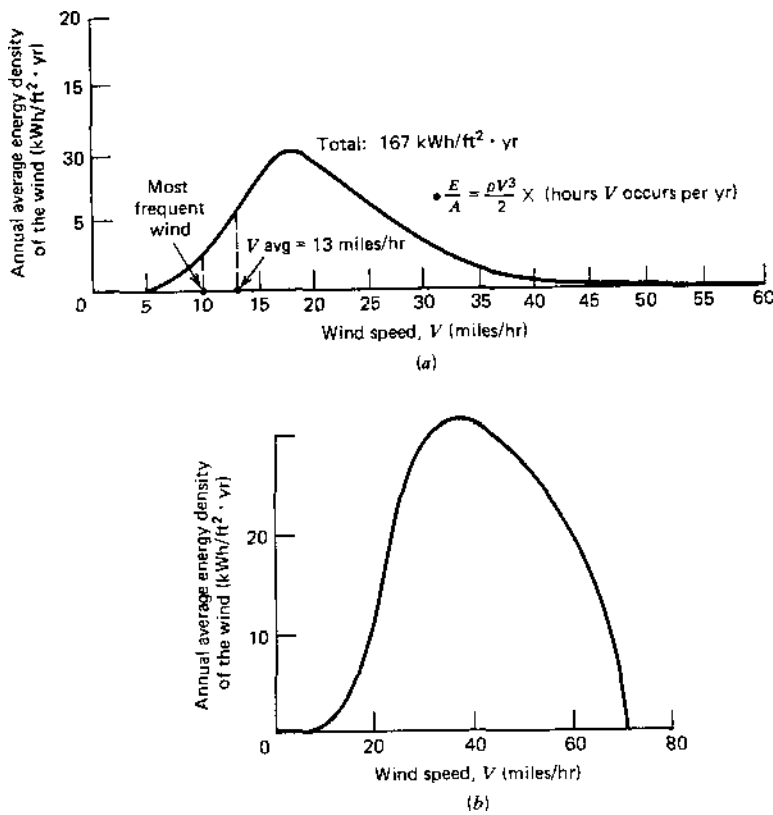 Annual average energy density
of the wind (kWh/ft² · yr)
20
15
30
5
Total: 167 kWh/ft² · yr
Most
frequent
wind
• E/A = ρV³/2 × (hours V occurs per yr)
V avg = 13 miles/hr
0 5 10 15 20 25 30 35 40 45 50 55 60
Wind speed, V (miles/hr)
(a)
Annual average energy density
of the wind (kWh/ft² · yr)
20
10
0 20 40 60 80
Wind speed, V (miles/hr)
(b)